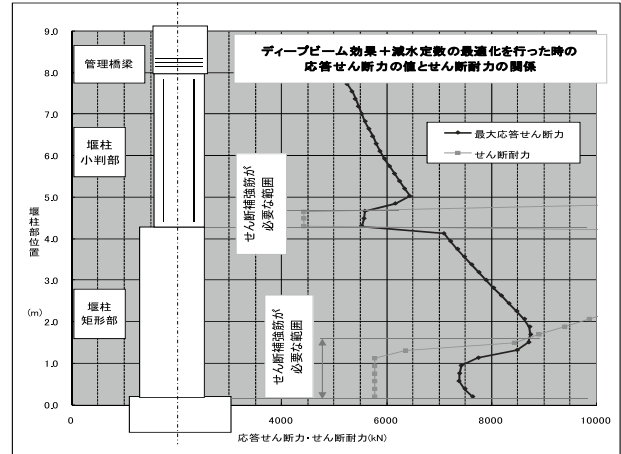 ディープビーム効果＋減水定数の最適化を行った時の
応答せん断力の値とせん断耐力の関係
最大応答せん断力
せん断耐力
管理橋梁
堰柱
小判部
堰柱
矩形部
せん断補強筋が
必要な範囲
せん断補強筋が
必要な範囲
堰柱部位置
(m)
9.0
8.0
7.0
6.0
5.0
4.0
3.0
2.0
1.0
0.0
0
4000
6000
8000
10000
応答せん断力・せん断耐力(kN)